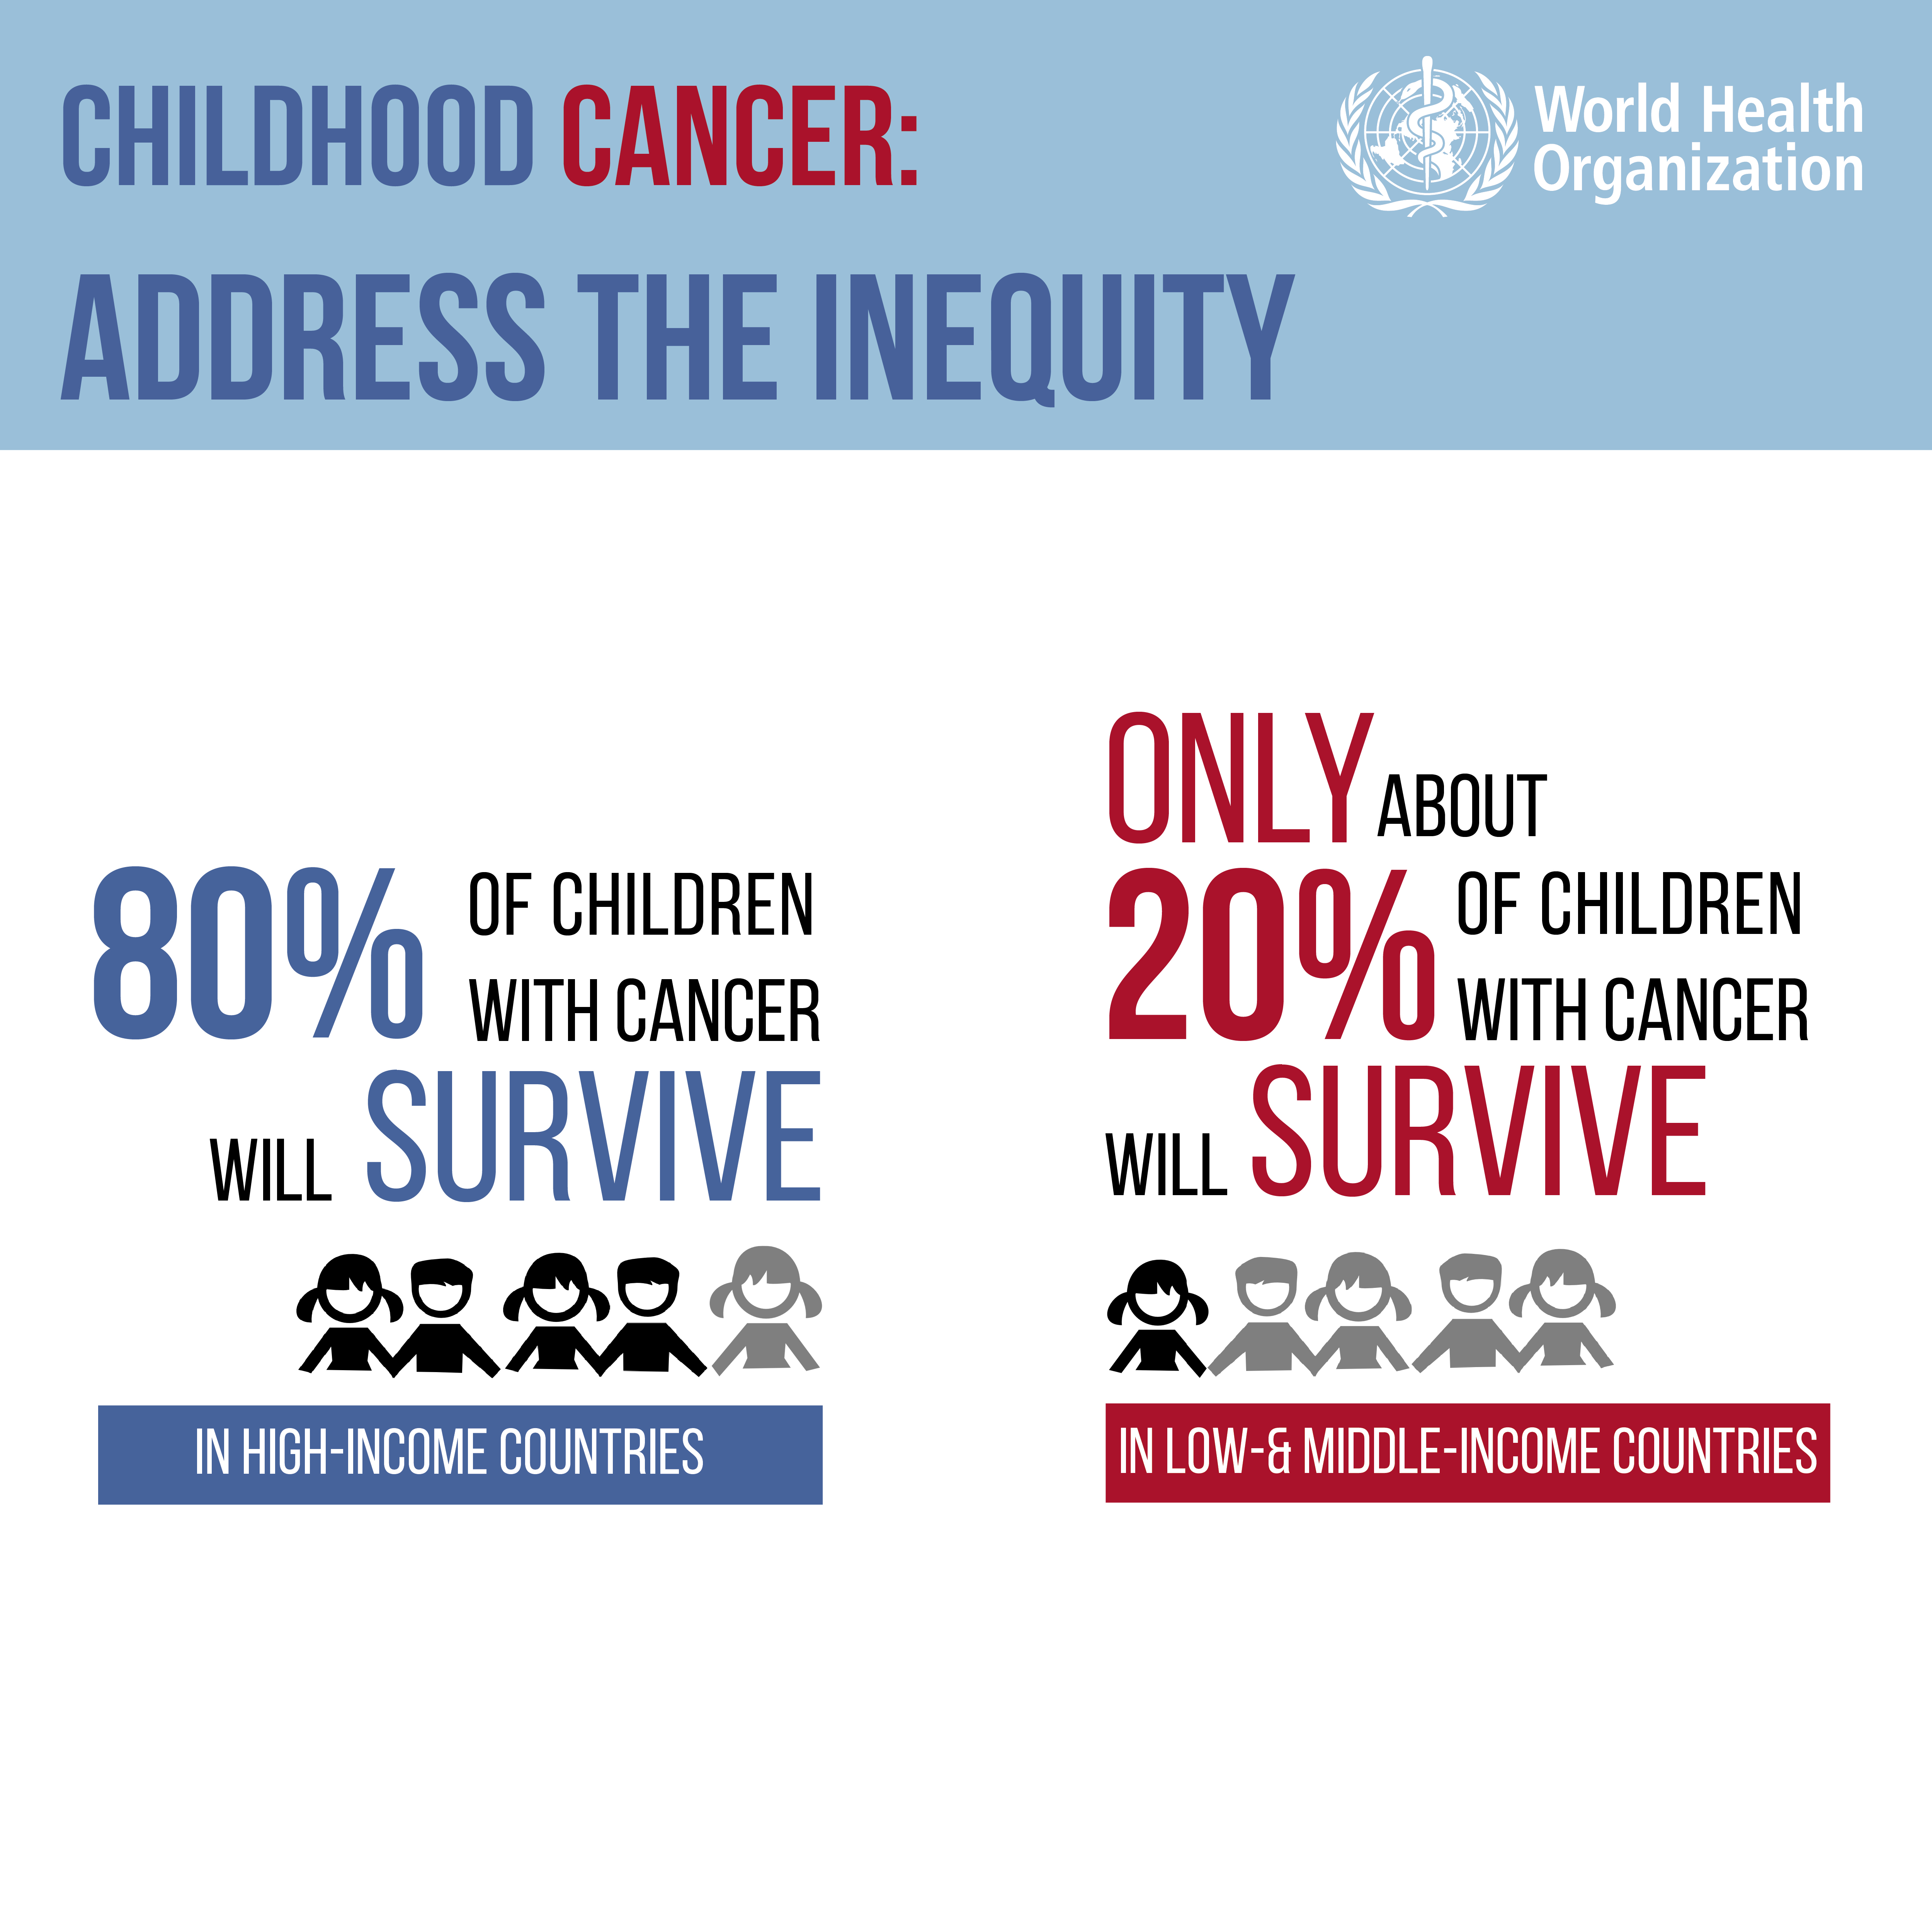 CHILDHOOD CANCER:
ADDRESS THE INEQUITY
World Health
Organization
80% OF CHILDREN
WITH CANCER
WILL SURVIVE
IN HIGH-INCOME COUNTRIES
ONLY ABOUT
20% OF CHILDREN
WITH CANCER
WILL SURVIVE
IN LOW-& MIDDLE-INCOME COUNTRIES